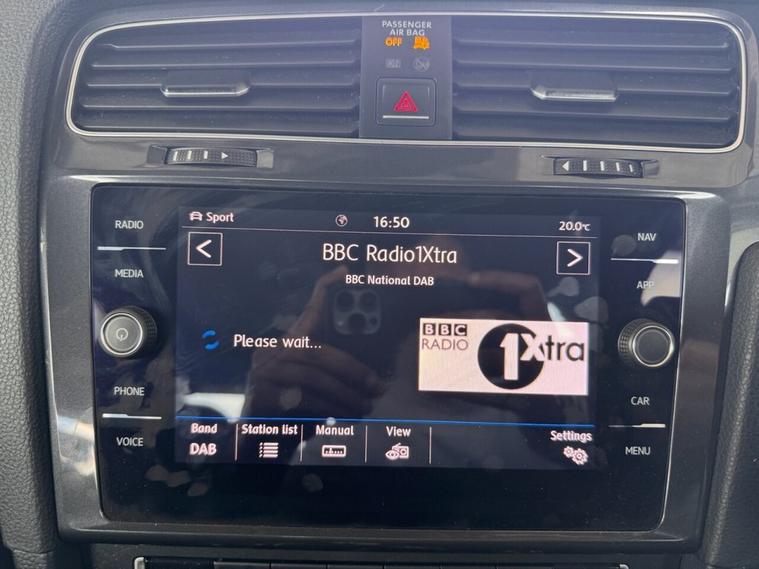 PASSENGER
AIR BAG
OFF
RADIO
MEDIA
PHONE
VOICE
Sport
16:50
20.0°C
BBC Radio1Xtra
BBC National DAB
Please wait...
BBC
RADIO
1Xtra
Band
DAB
Station list
Manual
View
Settings
NAV
APP
CAR
MENU